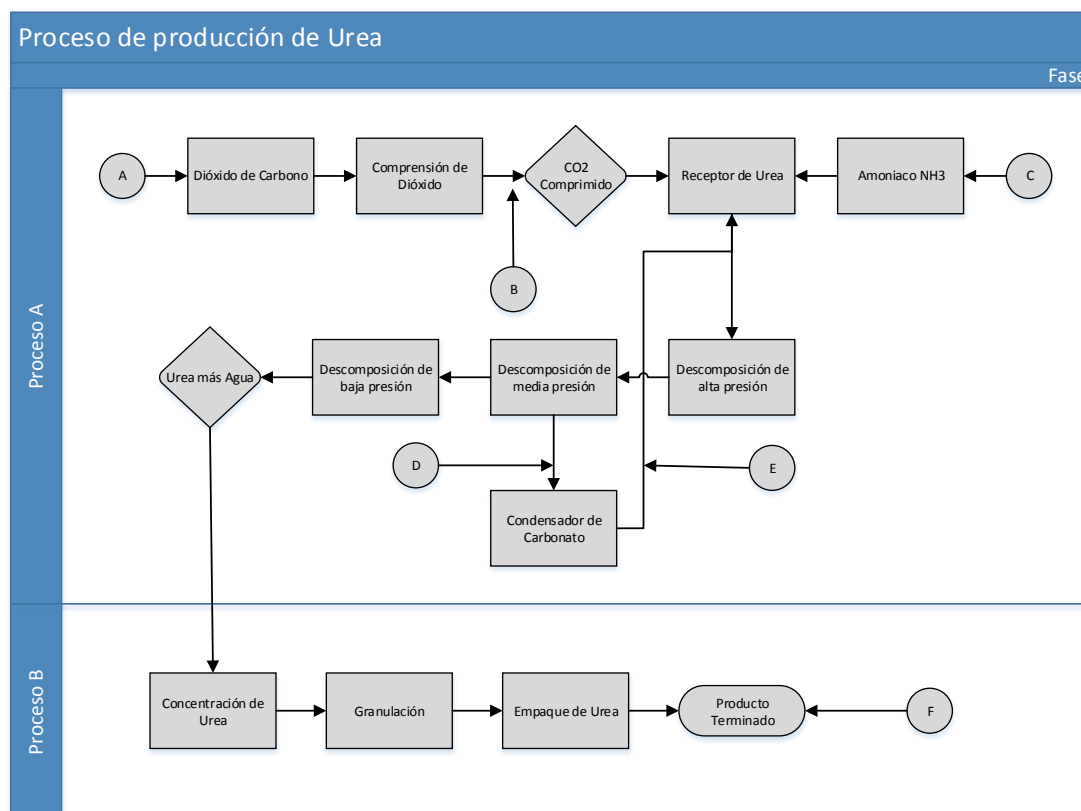 Proceso de producción de Urea
Fase
Proceso A
A
Dióxido de Carbono
Comprensión de
Dióxido
CO2
Comprimido
Receptor de Urea
Amoniaco NH3
C
B
Urea más Agua
Descomposición de
baja presión
Descomposición de
media presión
Descomposición de
alta presión
D
E
Condensador de
Carbonato
Proceso B
Concentración de
Urea
Granulación
Empaque de Urea
Producto
Terminado
F